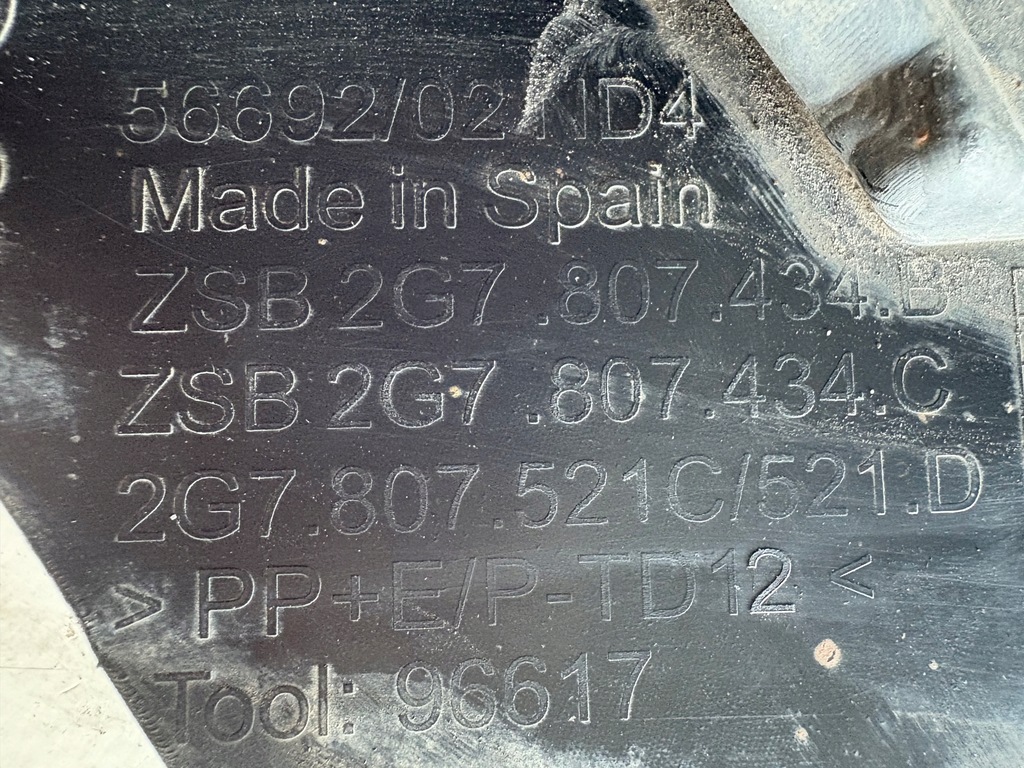 56692/02 ND4
Made in Spain
ZSB 2G7 .807.434.B
ZSB 2G7 .807.434.C
2G7.807.521C/521.D
> PP+E/P-TD12 <
Tool: 96617